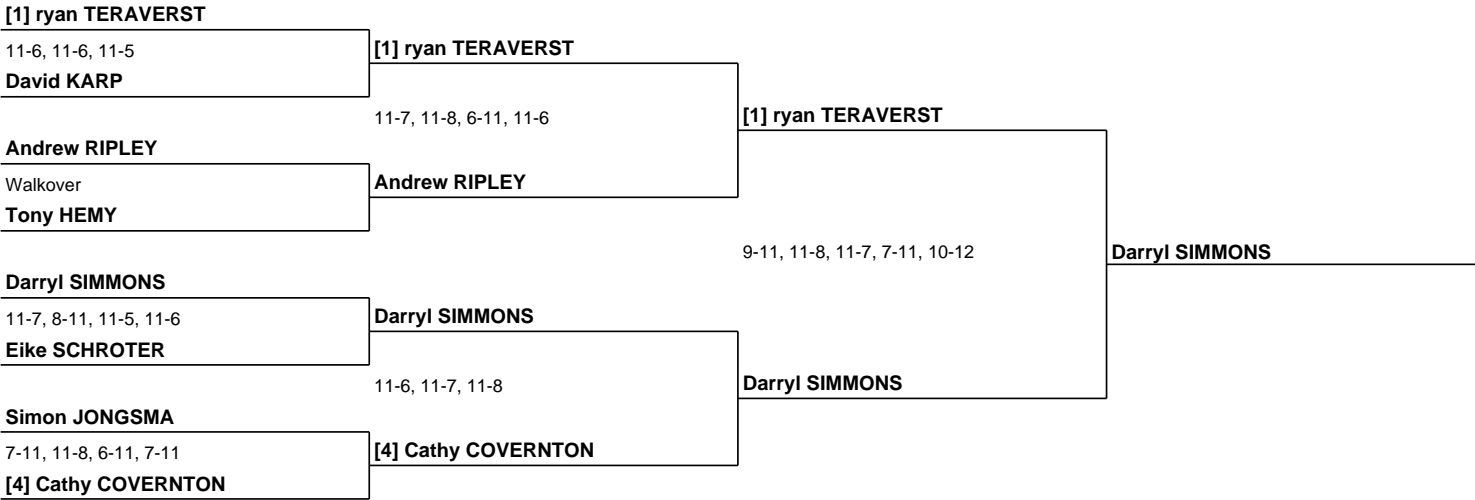 [1] ryan TERAVERST
11-6, 11-6, 11-5
[1] ryan TERAVERST
David KARP
11-7, 11-8, 6-11, 11-6
[1] ryan TERAVERST
Andrew RIPLEY
Walkover
Andrew RIPLEY
Tony HEMY
9-11, 11-8, 11-7, 7-11, 10-12
Darryl SIMMONS
Darryl SIMMONS
11-7, 8-11, 11-5, 11-6
Darryl SIMMONS
Eike SCHROTER
11-6, 11-7, 11-8
Darryl SIMMONS
Simon JONGSMA
7-11, 11-8, 6-11, 7-11
[4] Cathy COVERNTON
[4] Cathy COVERNTON